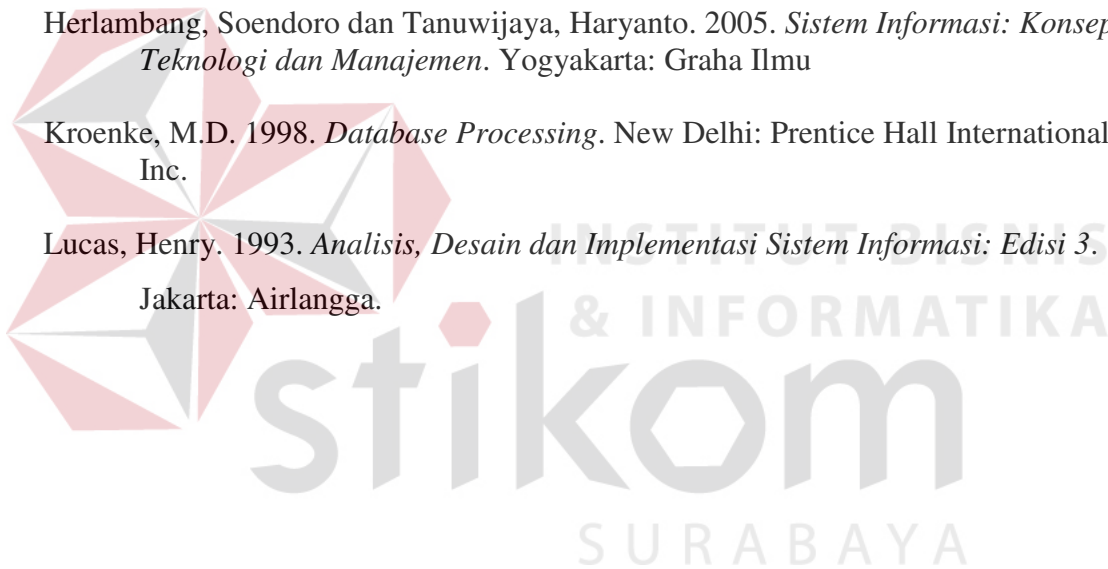 Herlambang, Soendoro dan Tanuwijaya, Haryanto. 2005. Sistem Informasi: Konsep
Teknologi dan Manajemen. Yogyakarta: Graha Ilmu
Kroenke, M.D. 1998. Database Processing. New Delhi: Prentice Hall International
Inc.
Lucas, Henry. 1993. Analisis, Desain dan Implementasi Sistem Informasi: Edisi 3.
Jakarta: Airlangga.
INSTITUT BISNIS
& INFORMATIKA
stikom
SURABAYA